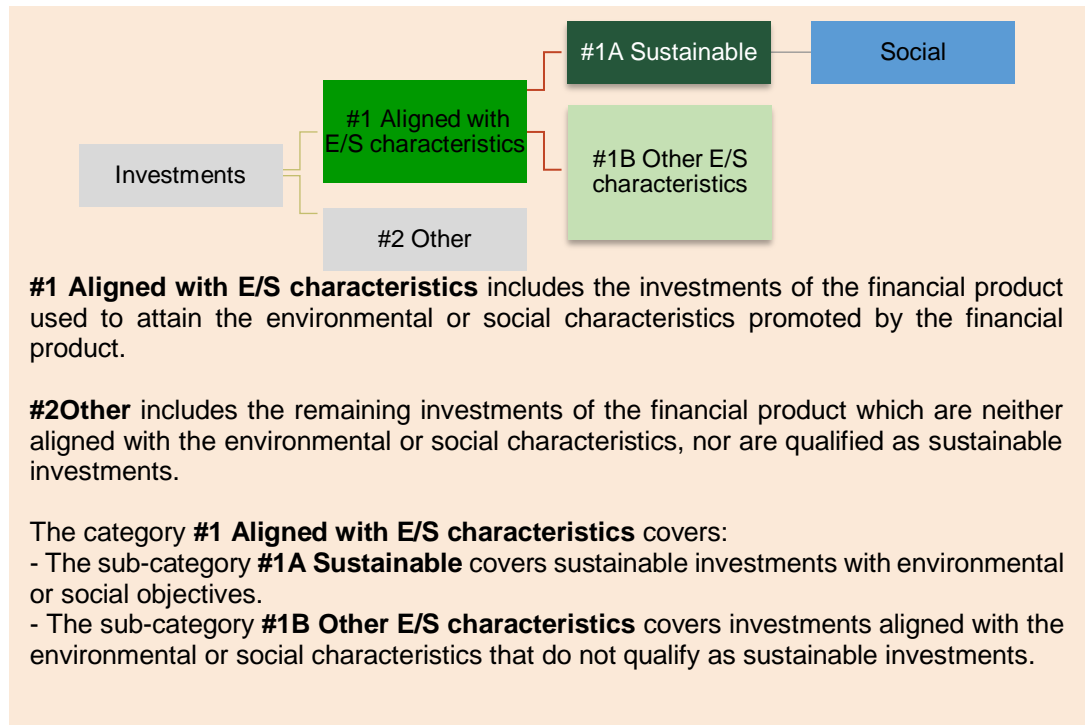 #1A Sustainable
Social
#1 Aligned with
E/S characteristics
#1B Other E/S
characteristics
Investments
#2 Other
#1 Aligned with E/S characteristics includes the investments of the financial product
used to attain the environmental or social characteristics promoted by the financial
product.
#2Other includes the remaining investments of the financial product which are neither
aligned with the environmental or social characteristics, nor are qualified as sustainable
investments.
The category #1 Aligned with E/S characteristics covers:
- The sub-category #1A Sustainable covers sustainable investments with environmental
or social objectives.
- The sub-category #1B Other E/S characteristics covers investments aligned with the
environmental or social characteristics that do not qualify as sustainable investments.